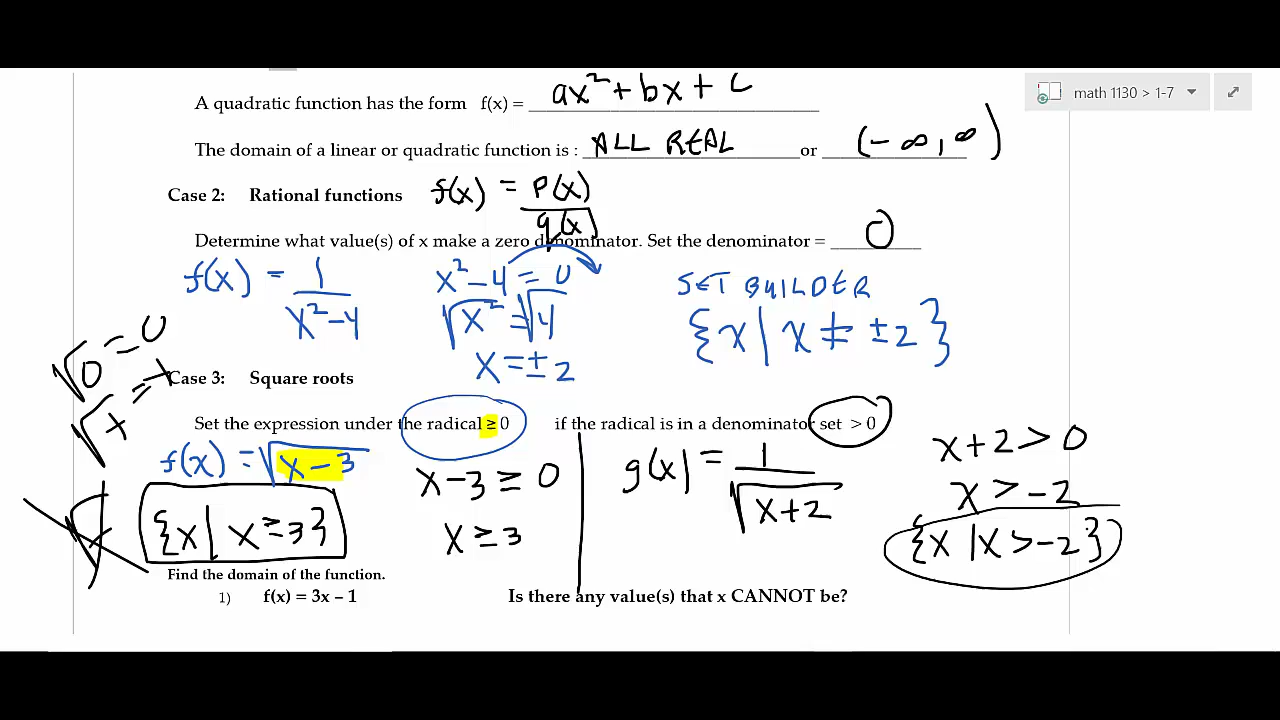 math 1130 > 1-7
A quadratic function has the form f(x) = ax² + bx + c
The domain of a linear or quadratic function is : ALL REAL or (-∞, ∞)
Case 2: Rational functions f(x) = P(x)/q(x)
Determine what value(s) of x make a zero denominator. Set the denominator = 0
f(x) = 1/(x²-4)
x²-4 = 0
√x² = √4
x = ±2
SET BUILDER
{x | x ≠ ±2}
√0 = 0
√+ = +
Case 3: Square roots
Set the expression under the radical ≥ 0 if the radical is in a denominator set > 0
f(x) = √x-3
{x | x ≥ 3}
x-3 ≥ 0
x ≥ 3
g(x) = 1/√x+2
x+2 > 0
x > -2
{x | x > -2}
Find the domain of the function.
1) f(x) = 3x – 1 Is there any value(s) that x CANNOT be?